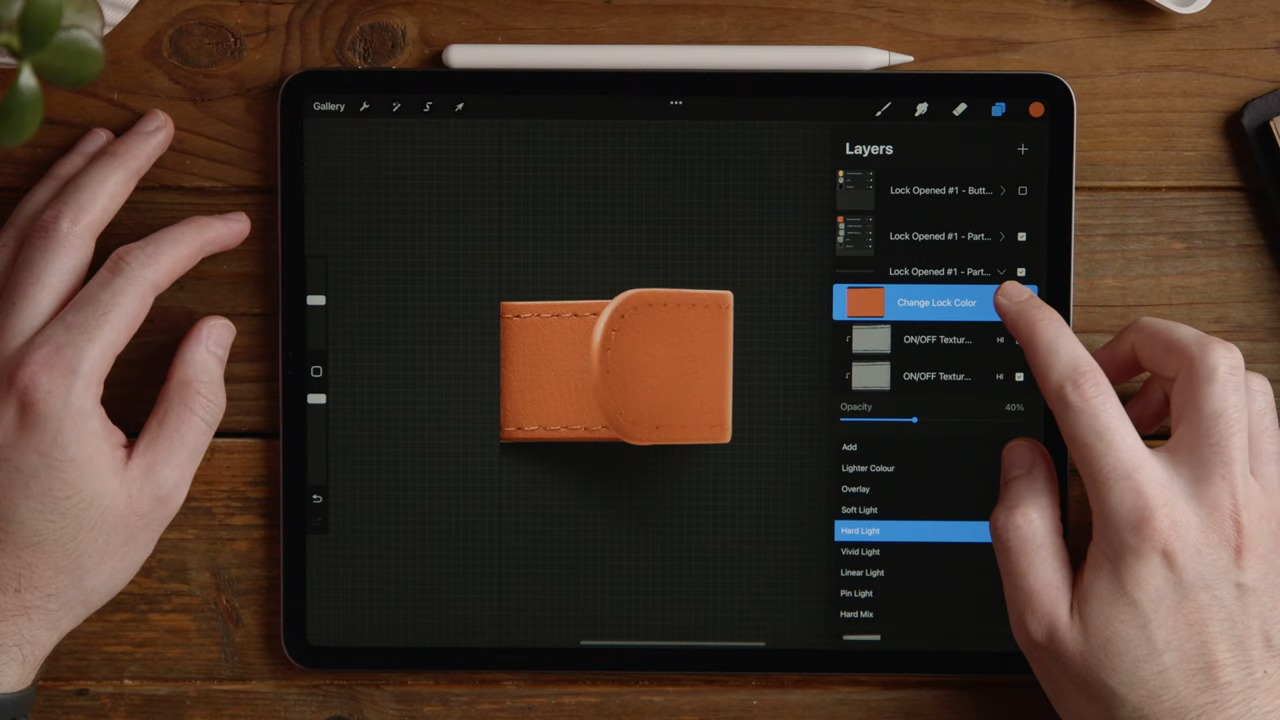 Gallery
Layers
Lock Opened #1 - Butt...
Lock Opened #1 - Part...
Lock Opened #1 - Part...
Change Lock Color
ON/OFF Textur...
HI
ON/OFF Textur...
HI
Opacity
40%
Add
Lighter Colour
Overlay
Soft Light
Hard Light
Vivid Light
Linear Light
Pin Light
Hard Mix